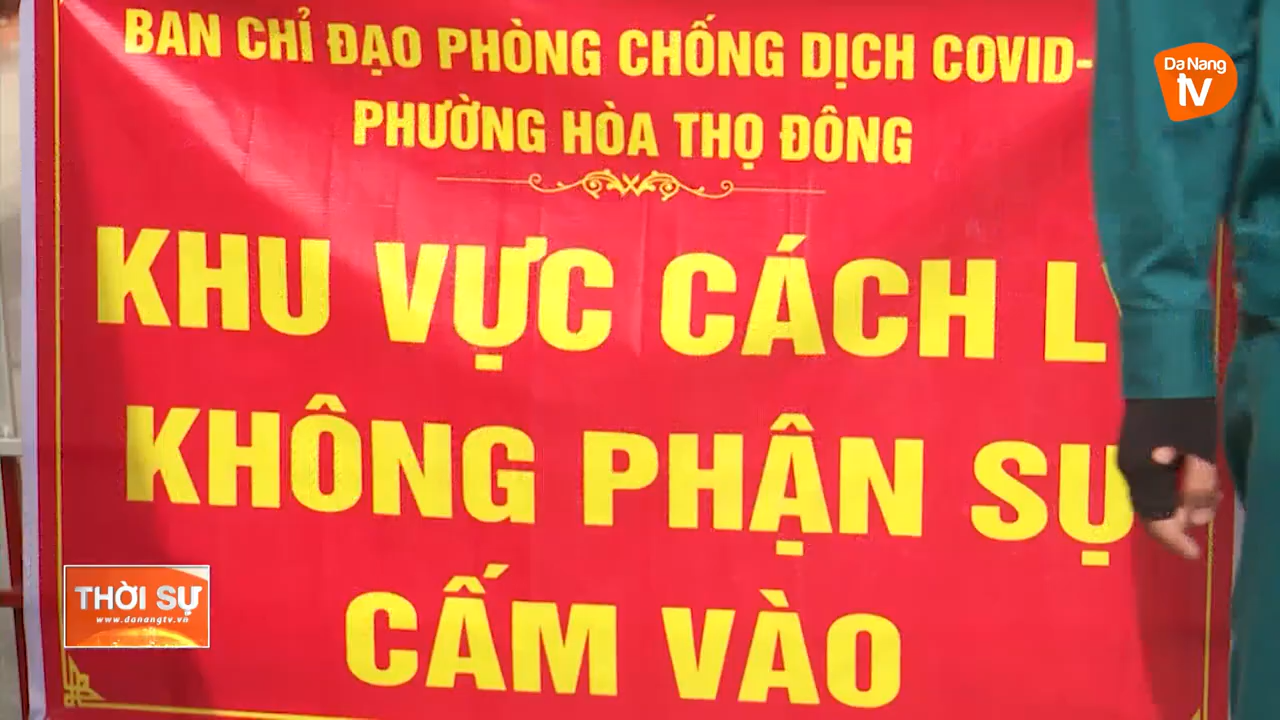 BAN CHỈ ĐẠO PHÒNG CHỐNG DỊCH COVID-
PHƯỜNG HÒA THỌ ĐÔNG
KHU VỰC CÁCH L
KHÔNG PHẬN SỰ
CẤM VÀO
Da Nang
tv
THỜI SỰ
www.danangtv.vn